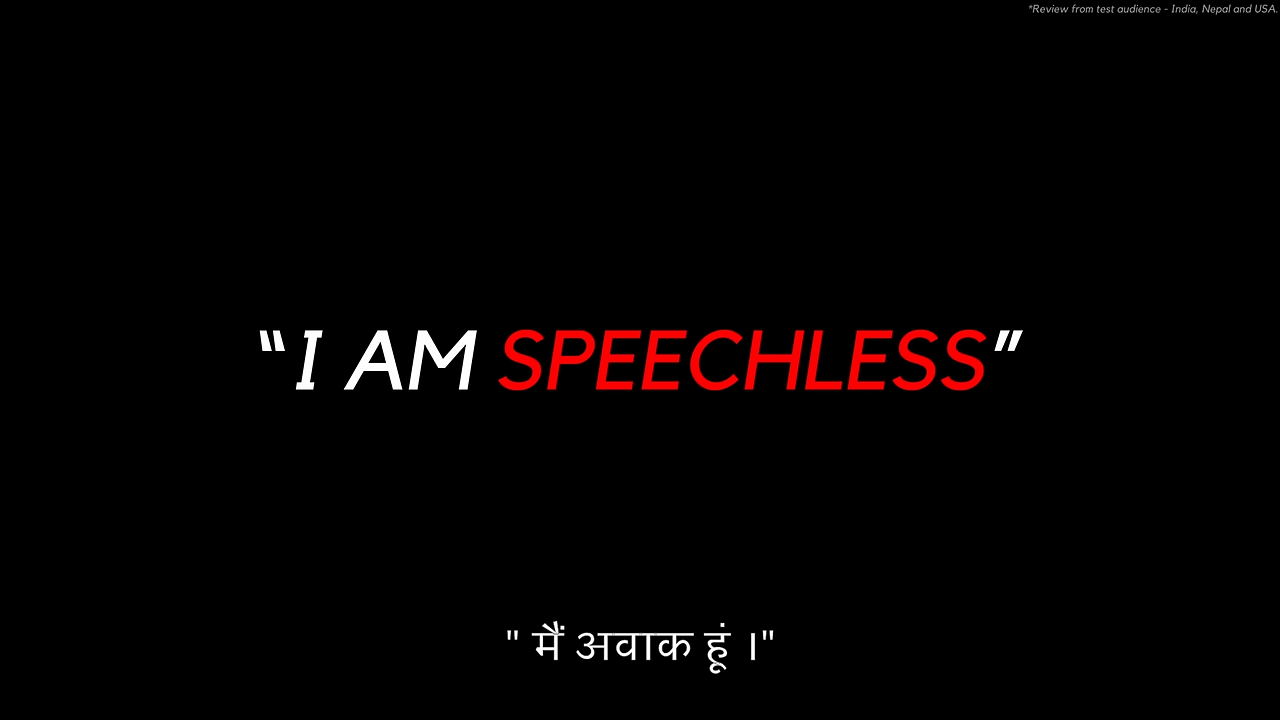 *Review from test audience - India, Nepal and USA.
“I AM SPEECHLESS”
" मैं अवाक हूं ।"